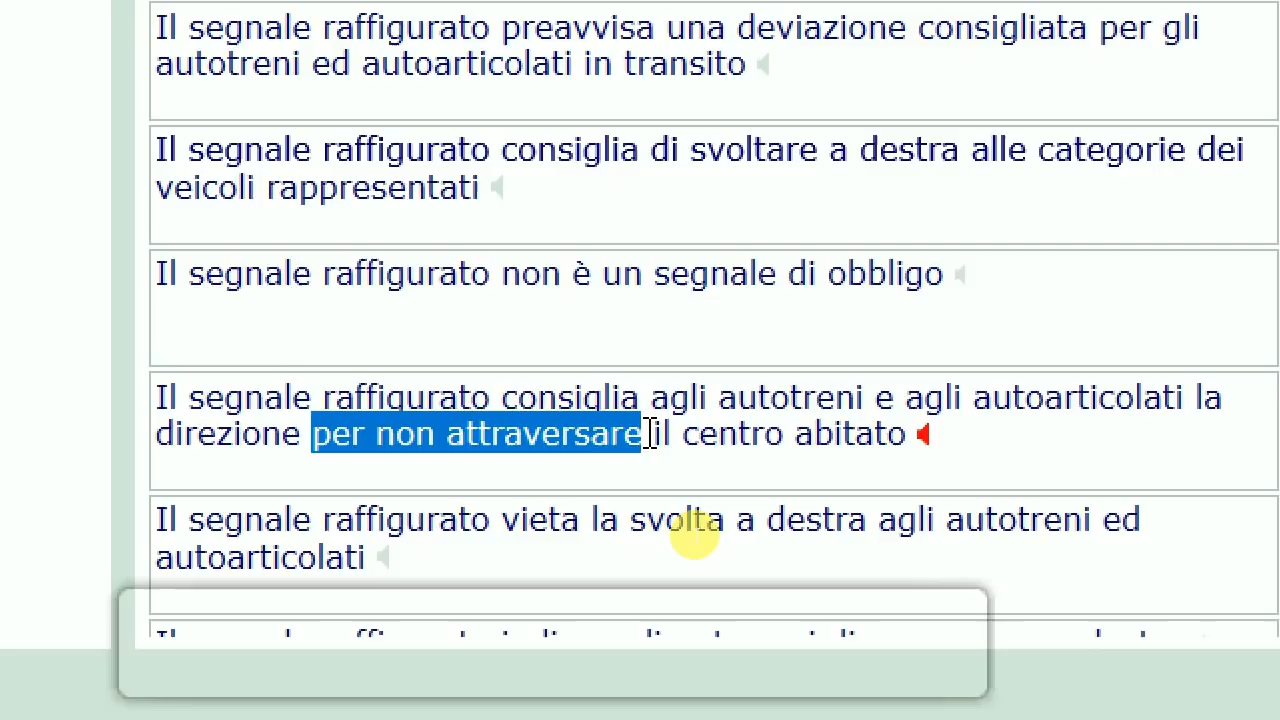 Il segnale raffigurato preavvisa una deviazione consigliata per gli
autotreni ed autoarticolati in transito
Il segnale raffigurato consiglia di svoltare a destra alle categorie dei
veicoli rappresentati
Il segnale raffigurato non è un segnale di obbligo
Il segnale raffigurato consiglia agli autotreni e agli autoarticolati la
direzione per non attraversare il centro abitato
Il segnale raffigurato vieta la svolta a destra agli autotreni ed
autoarticolati
Il segnale raffigurato